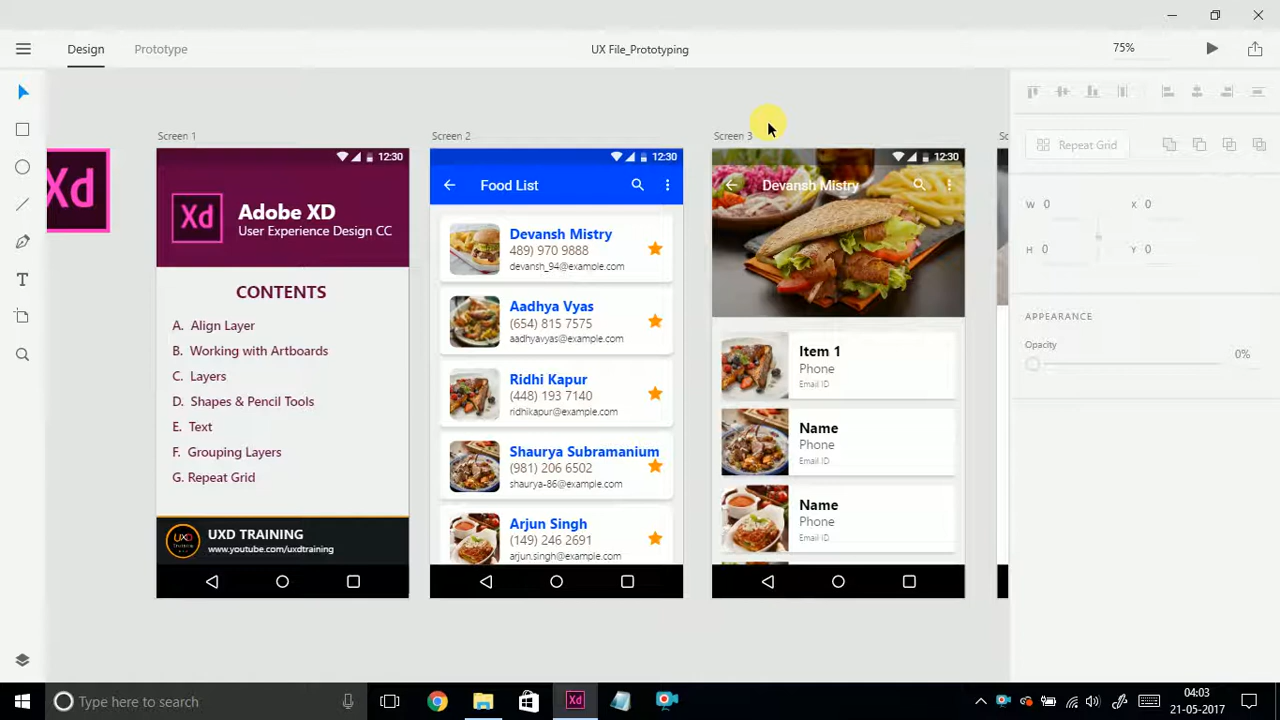 Design
Prototype
UX File_Prototyping
75%
Screen 1
Screen 2
Screen 3
Xd
12:30
Xd
Adobe XD
User Experience Design CC
CONTENTS
A. Align Layer
B. Working with Artboards
C. Layers
D. Shapes & Pencil Tools
E. Text
F. Grouping Layers
G. Repeat Grid
UXD
UXD TRAINING
www.youtube.com/uxdtraining
12:30
Food List
Devansh Mistry
489) 970 9888
devansh_94@example.com
Aadhya Vyas
(654) 815 7575
aadhyavyas@example.com
Ridhi Kapur
(448) 193 7140
ridhikapur@example.com
Shaurya Subramanium
(981) 206 6502
shaurya-86@example.com
Arjun Singh
(149) 246 2691
arjun.singh@example.com
12:30
Devansh Mistry
Item 1
Phone
Email ID
Name
Phone
Email ID
Name
Phone
Email ID
Repeat Grid
W 0
X 0
H 0
Y 0
APPEARANCE
Opacity
0%
T
Type here to search
Xd
04:03
21-05-2017